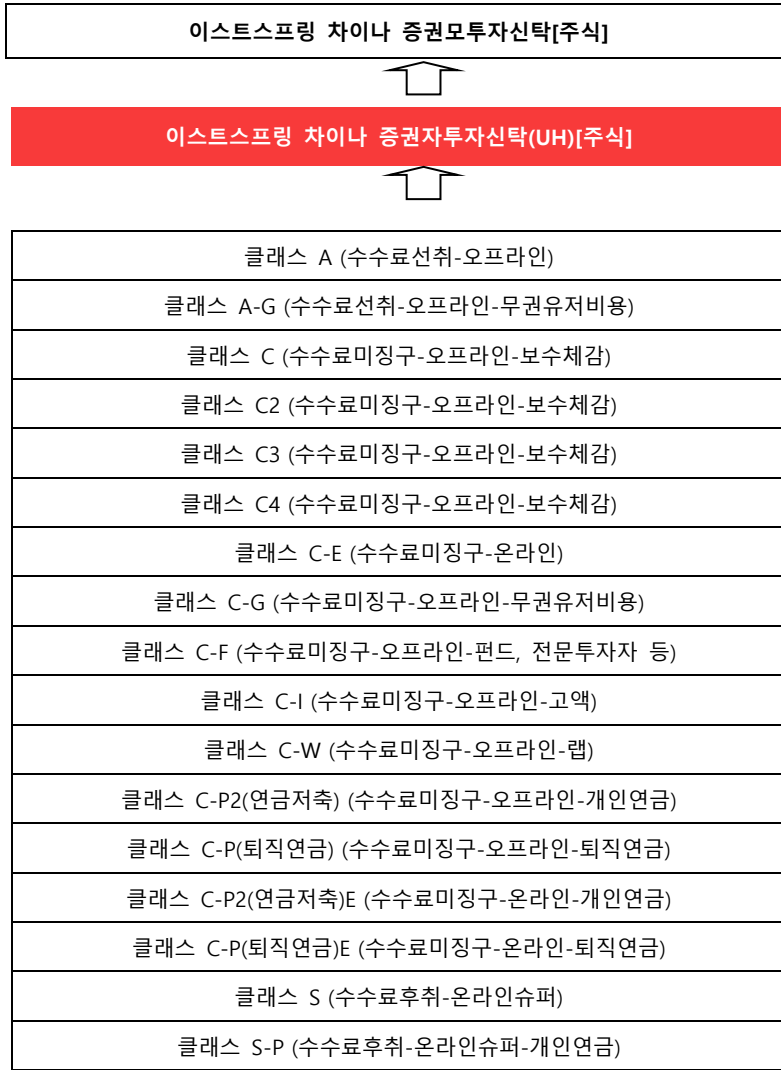 이스트스프링 차이나 증권모투자신탁[주식]
이스트스프링 차이나 증권자투자신탁(UH)[주식]
클래스 A (수수료선취-오프라인)
클래스 A-G (수수료선취-오프라인-무권유저비용)
클래스 C (수수료미징구-오프라인-보수체감)
클래스 C2 (수수료미징구-오프라인-보수체감)
클래스 C3 (수수료미징구-오프라인-보수체감)
클래스 C4 (수수료미징구-오프라인-보수체감)
클래스 C-E (수수료미징구-온라인)
클래스 C-G (수수료미징구-오프라인-무권유저비용)
클래스 C-F (수수료미징구-오프라인-펀드, 전문투자자 등)
클래스 C-I (수수료미징구-오프라인-고액)
클래스 C-W (수수료미징구-오프라인-랩)
클래스 C-P2(연금저축) (수수료미징구-오프라인-개인연금)
클래스 C-P(퇴직연금) (수수료미징구-오프라인-퇴직연금)
클래스 C-P2(연금저축)E (수수료미징구-온라인-개인연금)
클래스 C-P(퇴직연금)E (수수료미징구-온라인-퇴직연금)
클래스 S (수수료후취-온라인슈퍼)
클래스 S-P (수수료후취-온라인슈퍼-개인연금)